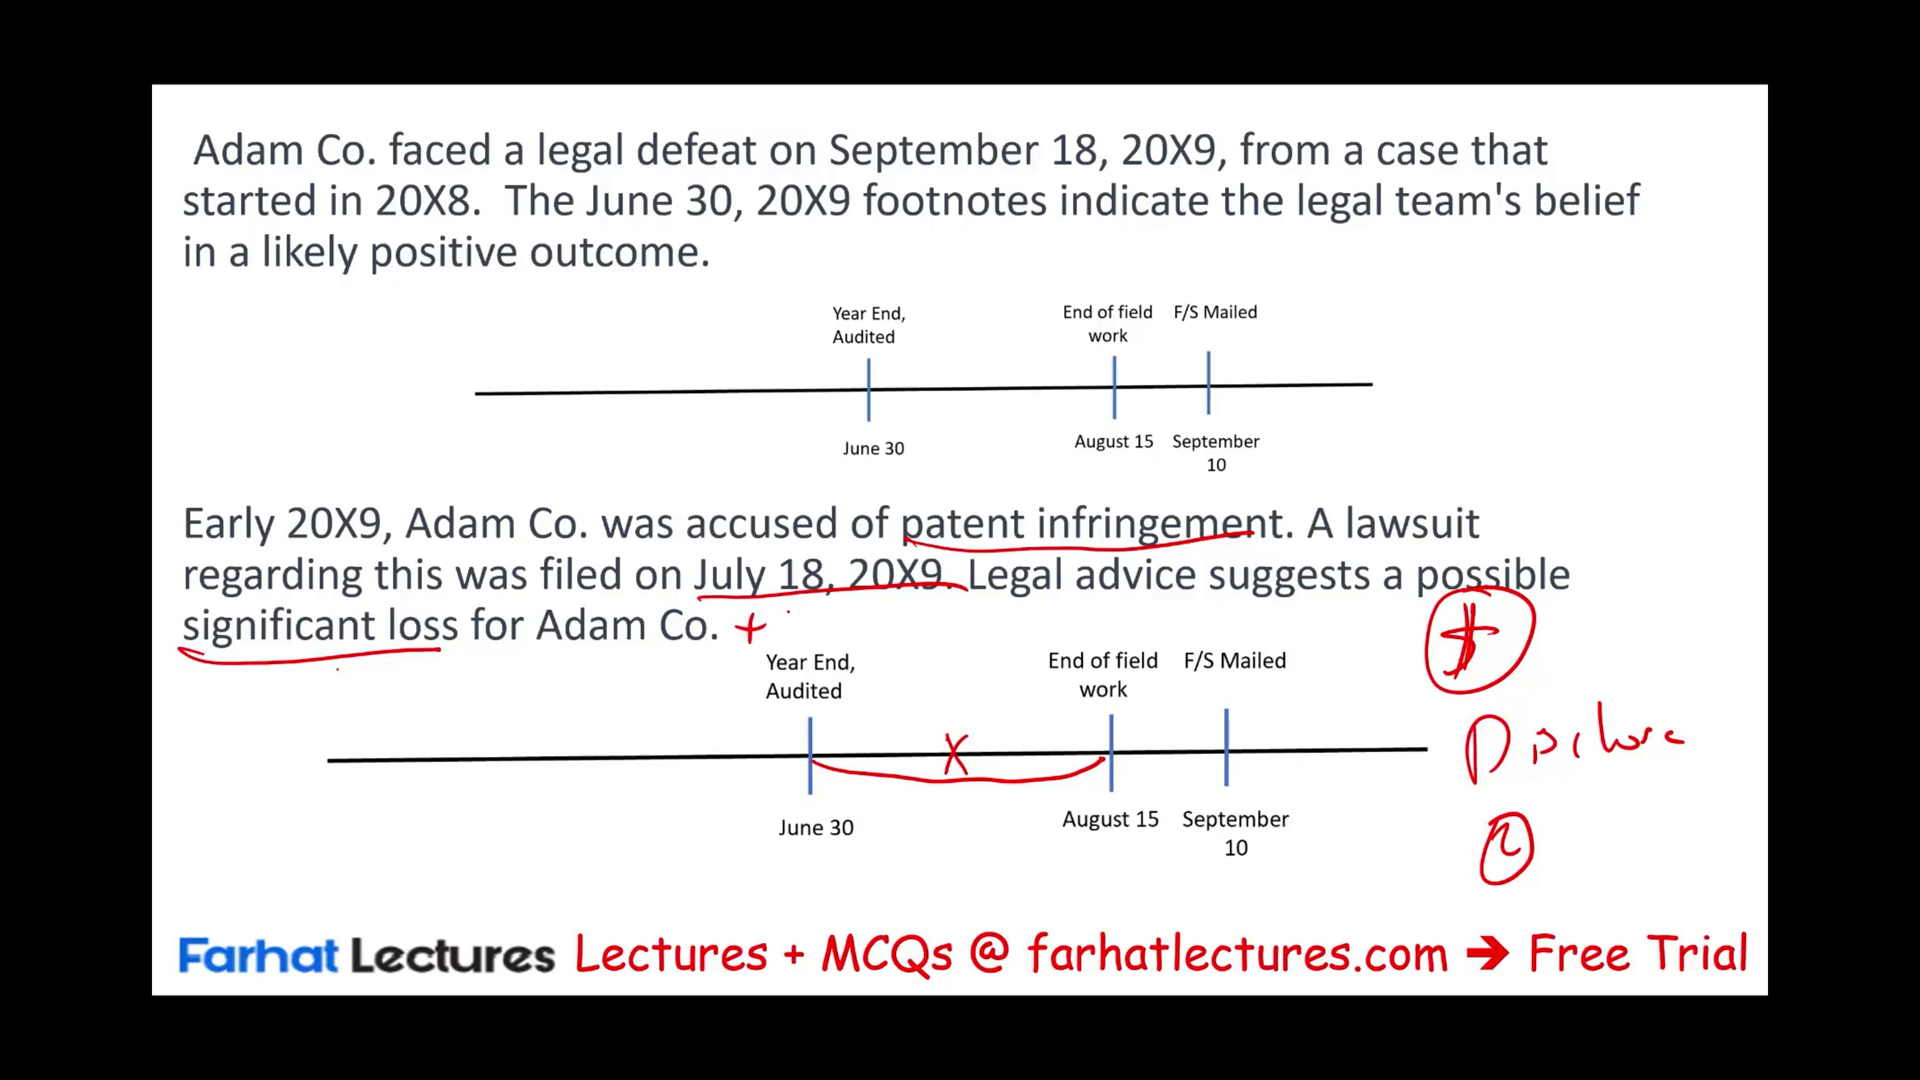 Adam Co. faced a legal defeat on September 18, 20X9, from a case that
started in 20X8. The June 30, 20X9 footnotes indicate the legal team's belief
in a likely positive outcome.
Year End,
Audited
End of field
work
F/S Mailed
June 30
August 15
September
10
Early 20X9, Adam Co. was accused of patent infringement. A lawsuit
regarding this was filed on July 18, 20X9. Legal advice suggests a possible
significant loss for Adam Co. +
$
Year End,
Audited
End of field
work
F/S Mailed
X
June 30
August 15
September
10
Farhat Lectures Lectures + MCQs @ farhatlectures.com ➔ Free Trial